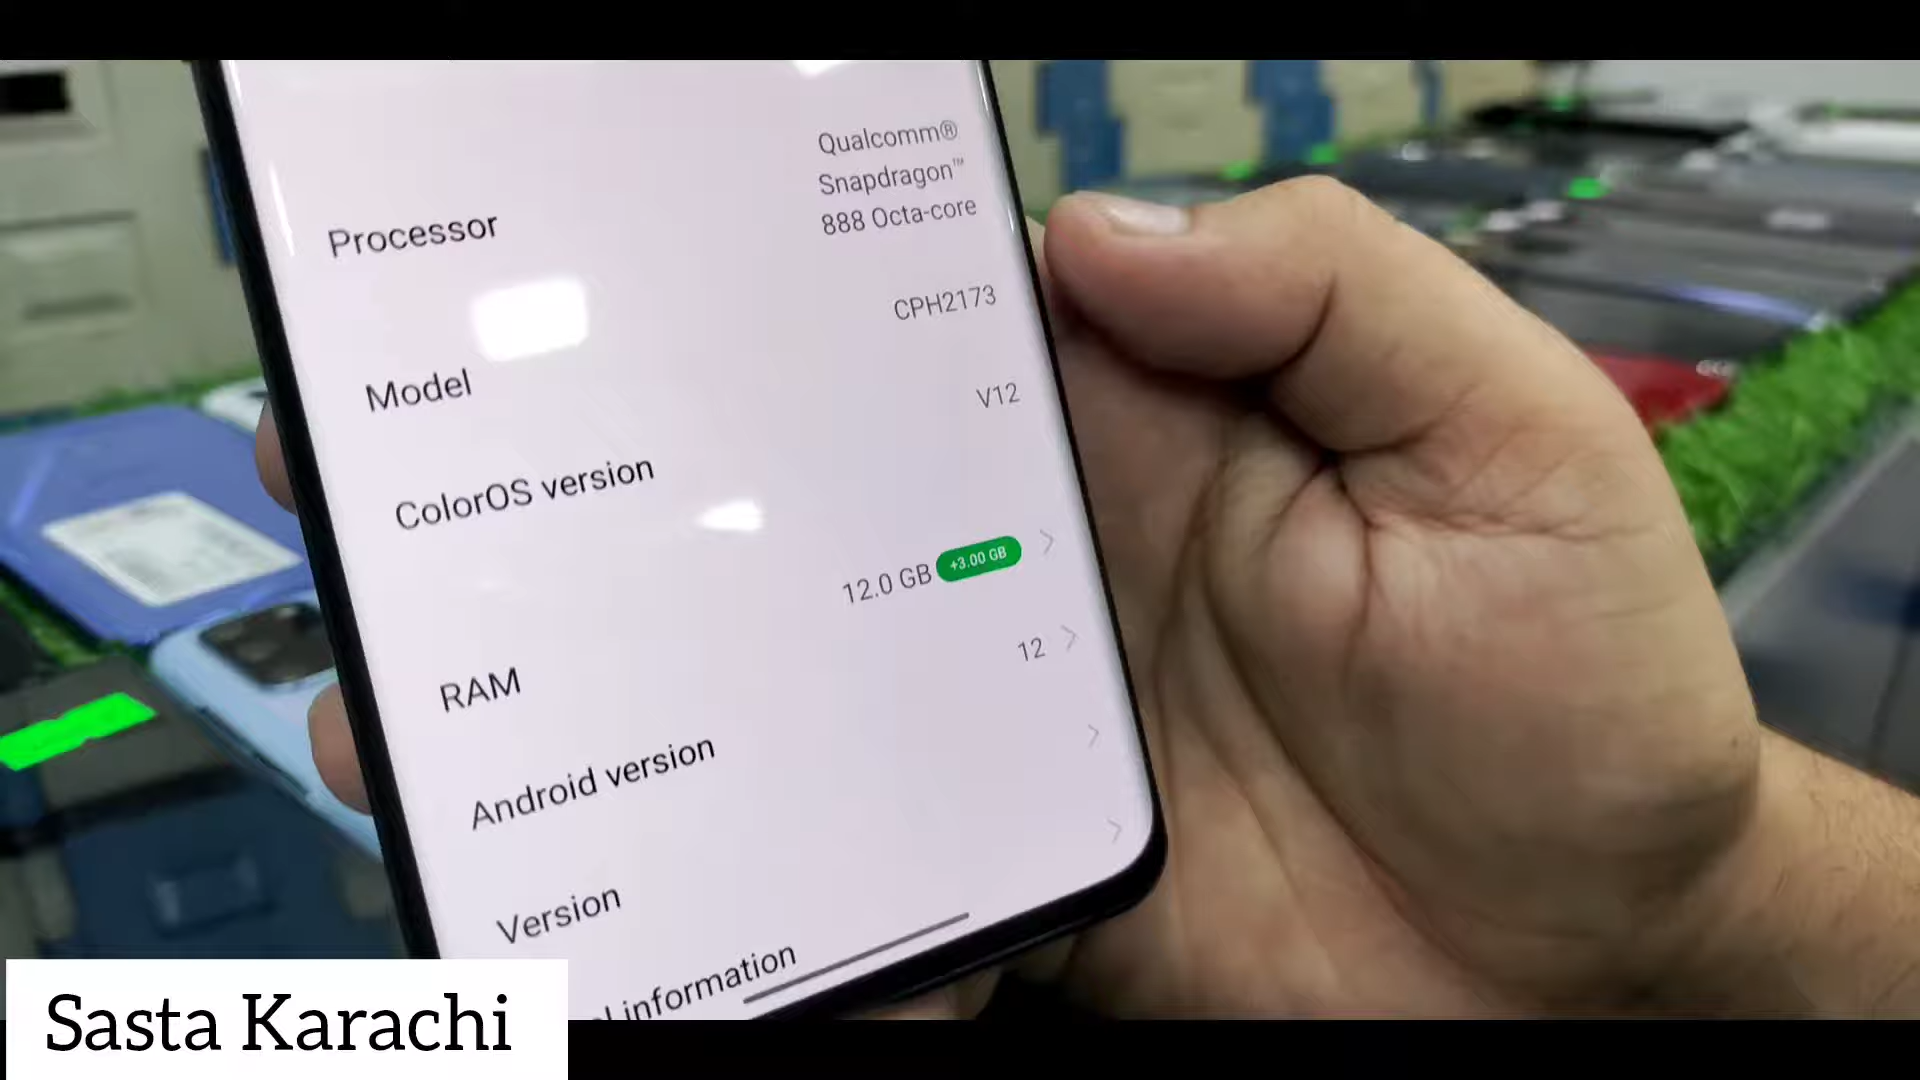 Processor
Qualcomm®
Snapdragon™
888 Octa-core
Model
CPH2173
ColorOS version
V12
RAM
12.0 GB +3.00 GB
Android version
12
Version
information
Sasta Karachi